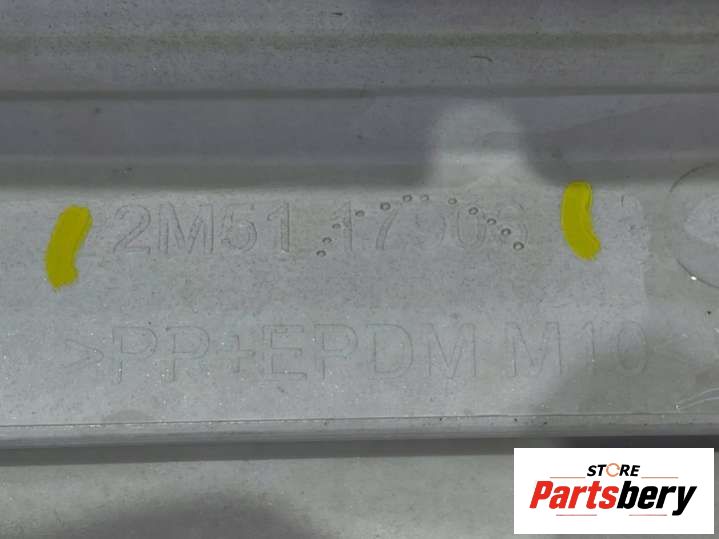 2M51 17906
>PP+EPDM M10<
STORE
Partsbery